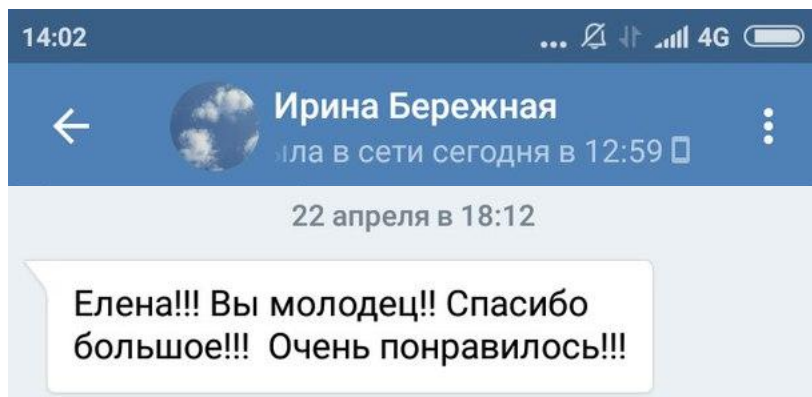 14:02 ... 4G
Ирина Бережная
ла в сети сегодня в 12:59
22 апреля в 18:12
Елена!!! Вы молодец!! Спасибо
большое!!! Очень понравилось!!!